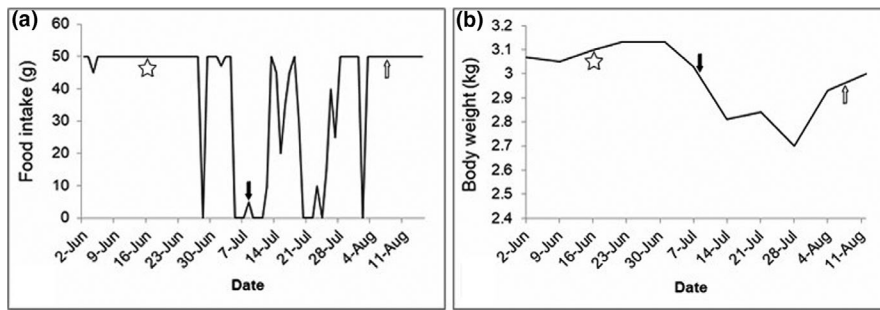 (a)
60
50
40
30
20
10
0
Food intake (g)
2-Jun
9-Jun
16-Jun
23-Jun
30-Jun
7-Jul
14-Jul
21-Jul
28-Jul
4-Aug
11-Aug
Date
(b)
3.2
3.1
3
2.9
2.8
2.7
2.6
2.5
2.4
Body weight (kg)
2-Jun
9-Jun
16-Jun
23-Jun
30-Jun
7-Jul
14-Jul
21-Jul
28-Jul
4-Aug
11-Aug
Date